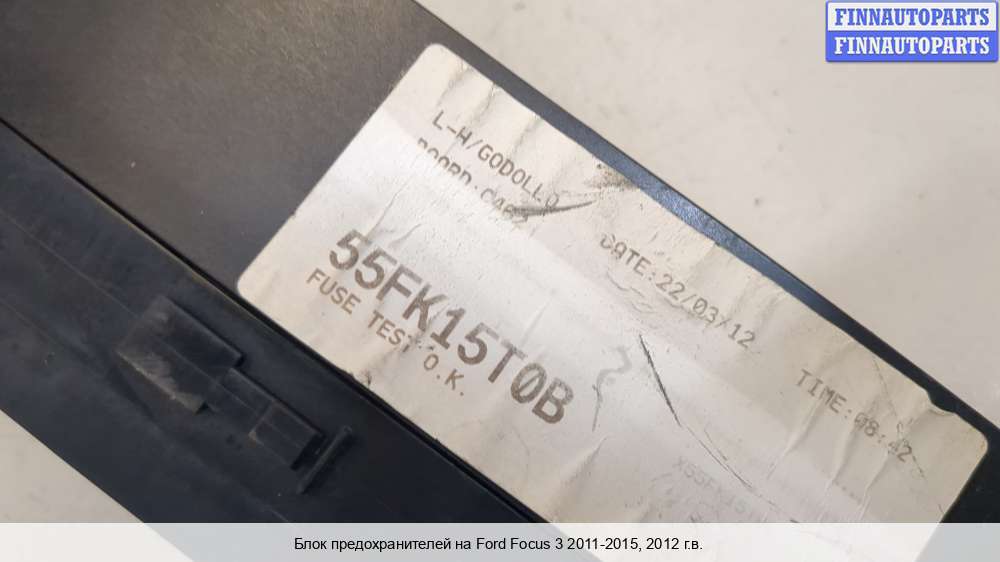 FINNAUTOPARTS
FINNAUTOPARTS
L-H/GODOLLO
DATE:22/03/12
TIME:08:42
55FK15T0B
FUSE TEST O.K.
Блок предохранителей на Ford Focus 3 2011-2015, 2012 г.в.